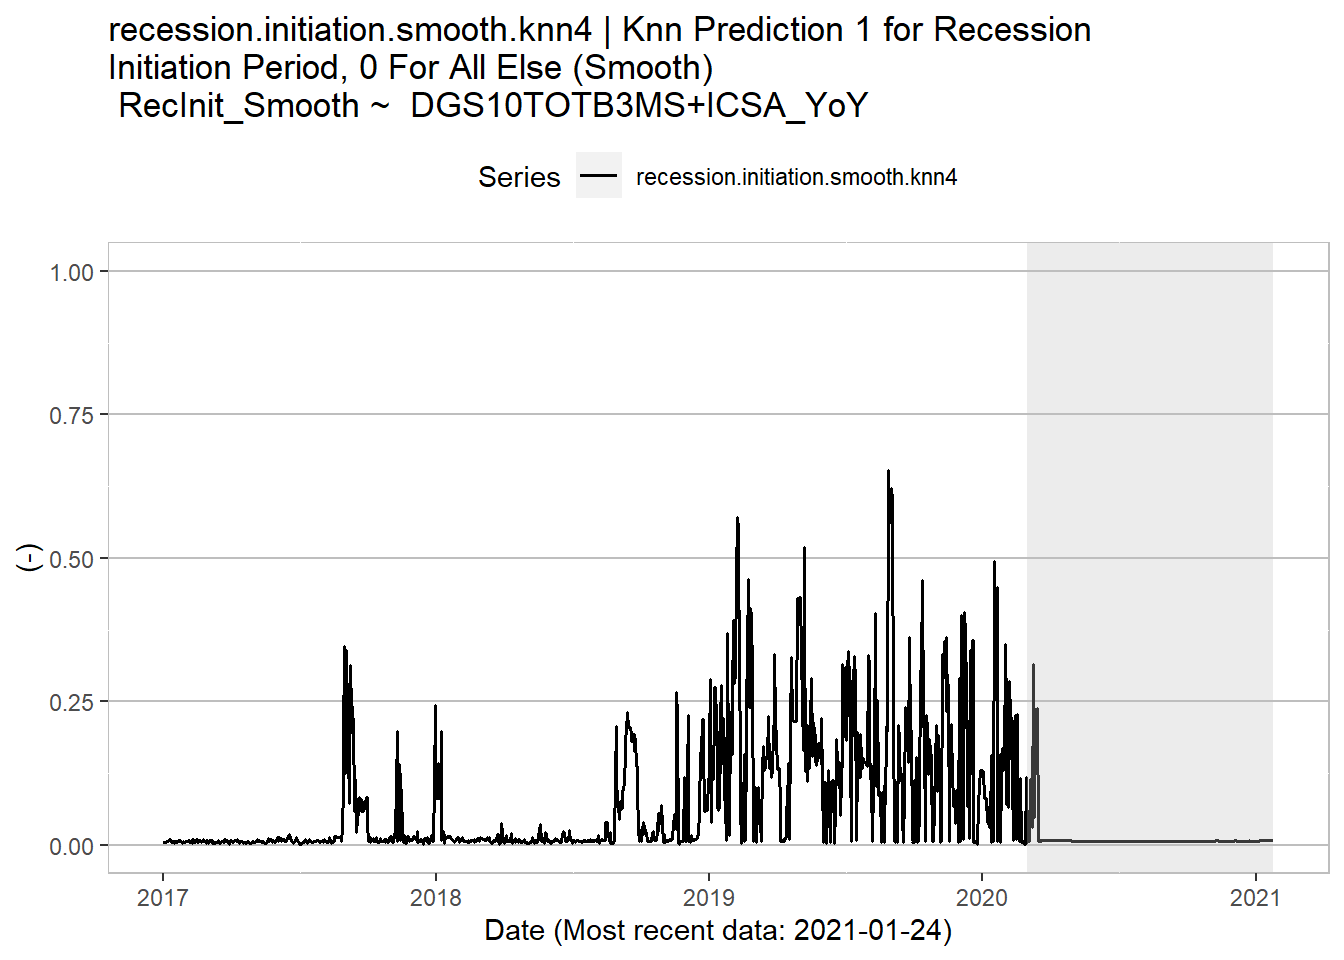 recession.initiation.smooth.knn4 | Knn Prediction 1 for Recession
Initiation Period, 0 For All Else (Smooth)
RecInit_Smooth ~  DGS10TOTB3MS+ICSA_YoY
Series
recession.initiation.smooth.knn4
1.00
0.75
0.50
0.25
0.00
(-)
2017
2018
2019
2020
2021
Date (Most recent data: 2021-01-24)